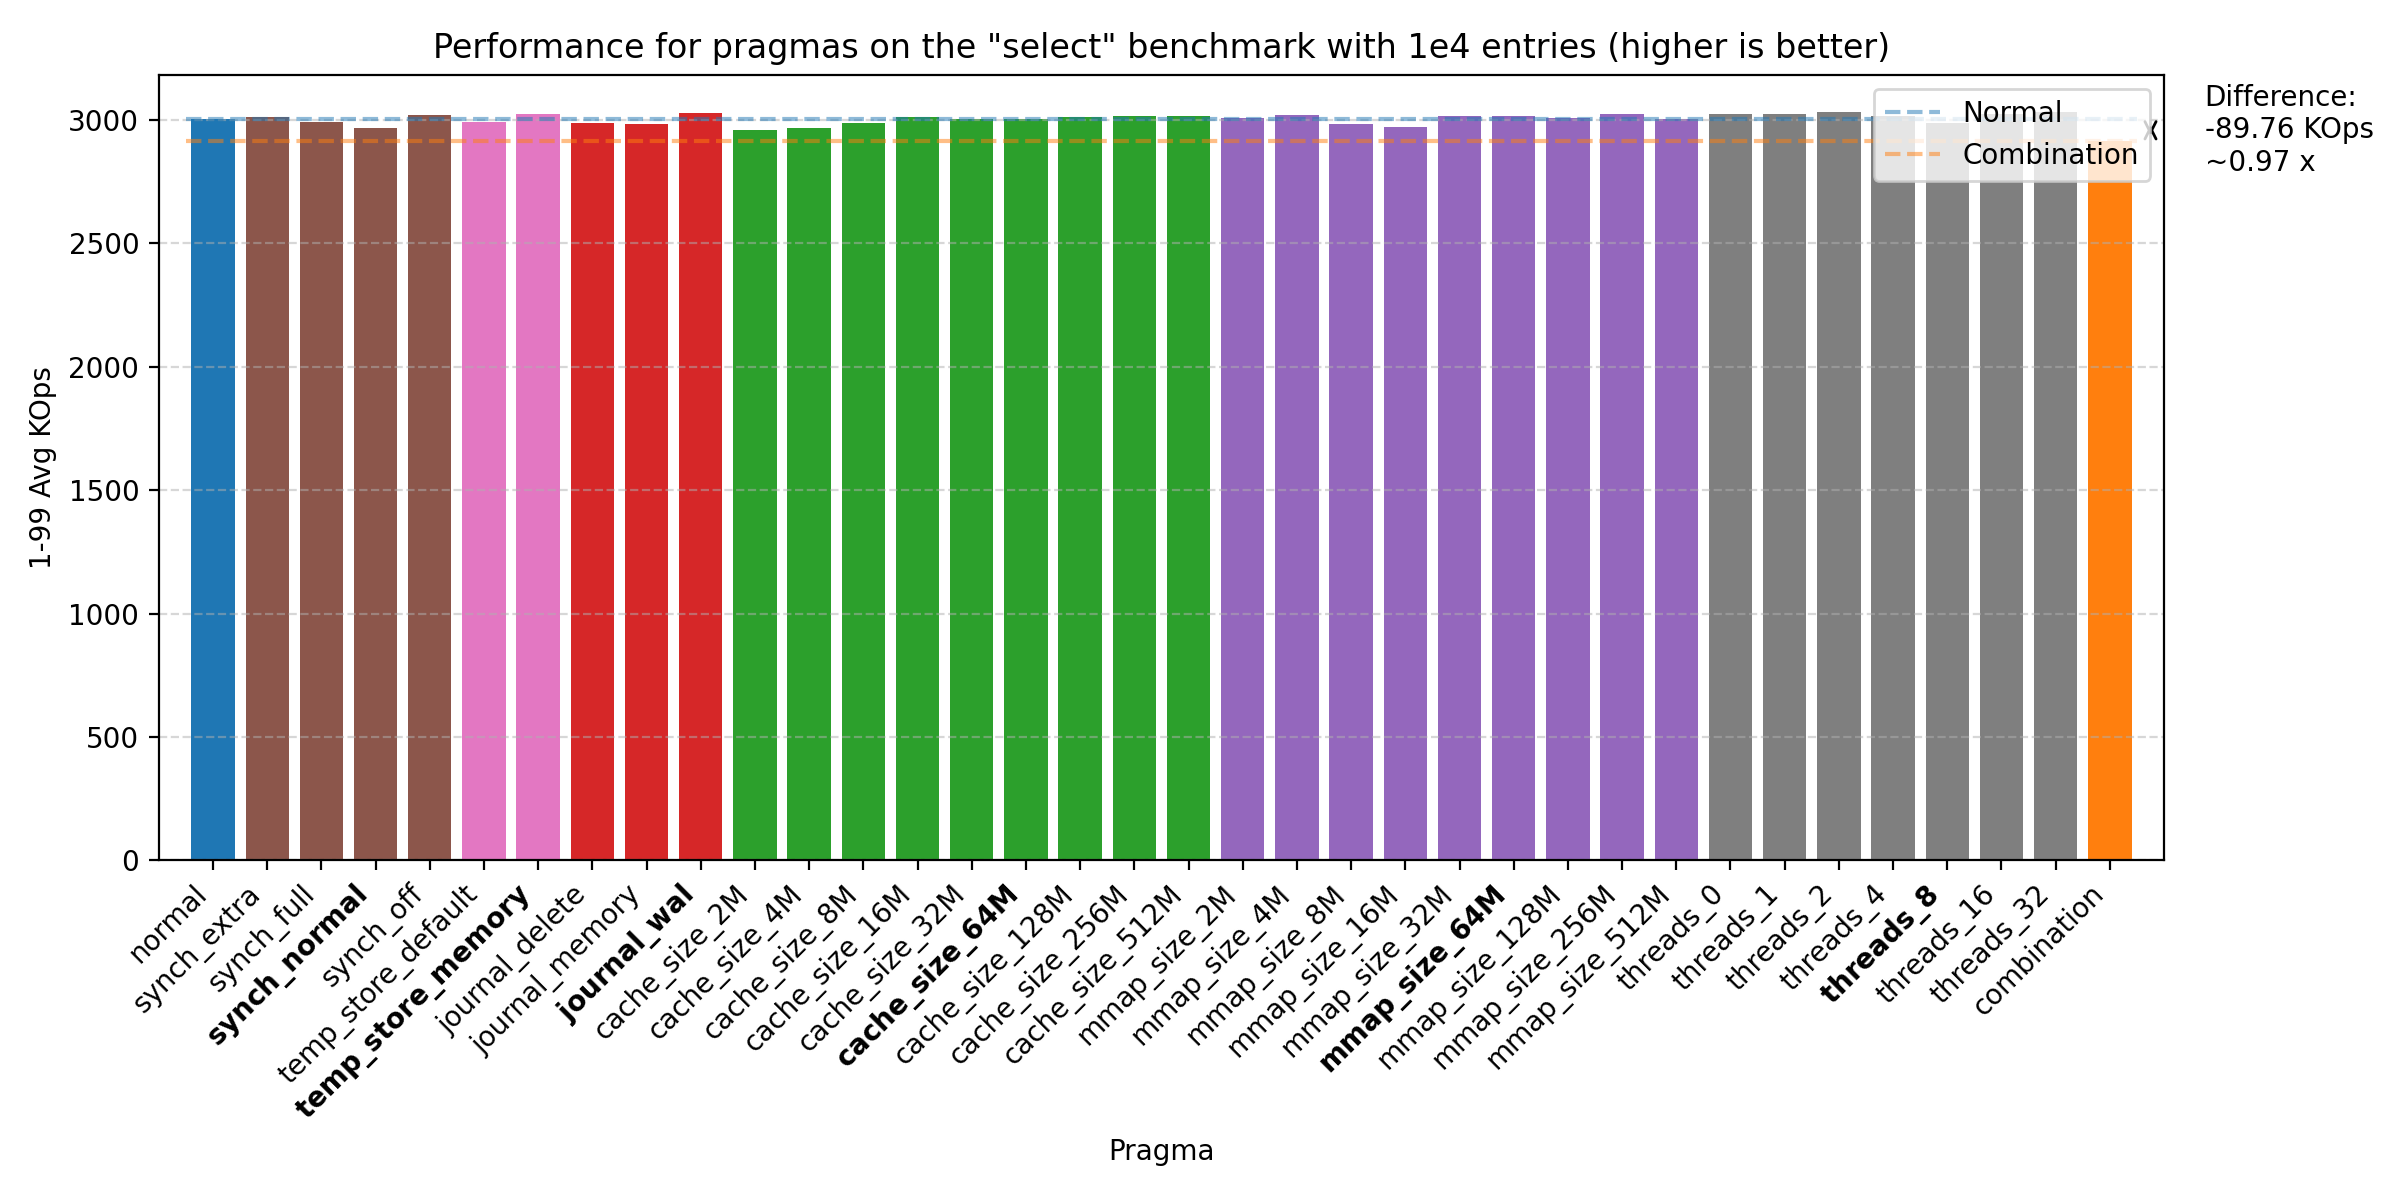 Performance for pragmas on the "select" benchmark with 1e4 entries (higher is better)
Normal
Combination
Difference:
-89.76 KOps
~0.97 x
1-99 Avg KOps
3000
2500
2000
1500
1000
500
0
normal
synch_extra
synch_full
synch_normal
synch_off
temp_store_default
temp_store_memory
journal_delete
journal_memory
journal_wal
cache_size_2M
cache_size_4M
cache_size_8M
cache_size_16M
cache_size_32M
cache_size_64M
cache_size_128M
cache_size_256M
cache_size_512M
mmap_size_2M
mmap_size_4M
mmap_size_8M
mmap_size_16M
mmap_size_32M
mmap_size_64M
mmap_size_128M
mmap_size_256M
mmap_size_512M
threads_0
threads_1
threads_2
threads_4
threads_8
threads_16
threads_32
combination
Pragma